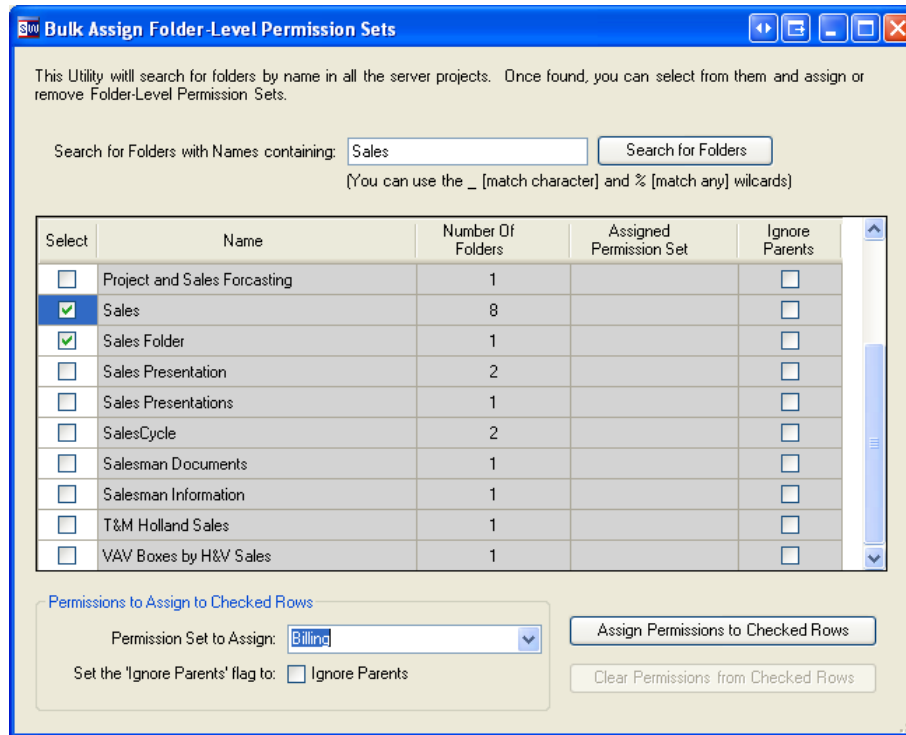 SW Bulk Assign Folder-Level Permission Sets
This Utility witll search for folders by name in all the server projects.  Once found, you can select from them and assign or
remove Folder-Level Permission Sets.
Search for Folders with Names containing: Sales Search for Folders
(You can use the _ [match character] and % [match any] wilcards)
Select Name Number Of Folders Assigned Permission Set Ignore Parents
Project and Sales Forcasting 1
Sales 8
Sales Folder 1
Sales Presentation 2
Sales Presentations 1
SalesCycle 2
Salesman Documents 1
Salesman Information 1
T&M Holland Sales 1
VAV Boxes by H&V Sales 1
Permissions to Assign to Checked Rows
Permission Set to Assign: Billing Assign Permissions to Checked Rows
Set the 'Ignore Parents' flag to: Ignore Parents Clear Permissions from Checked Rows